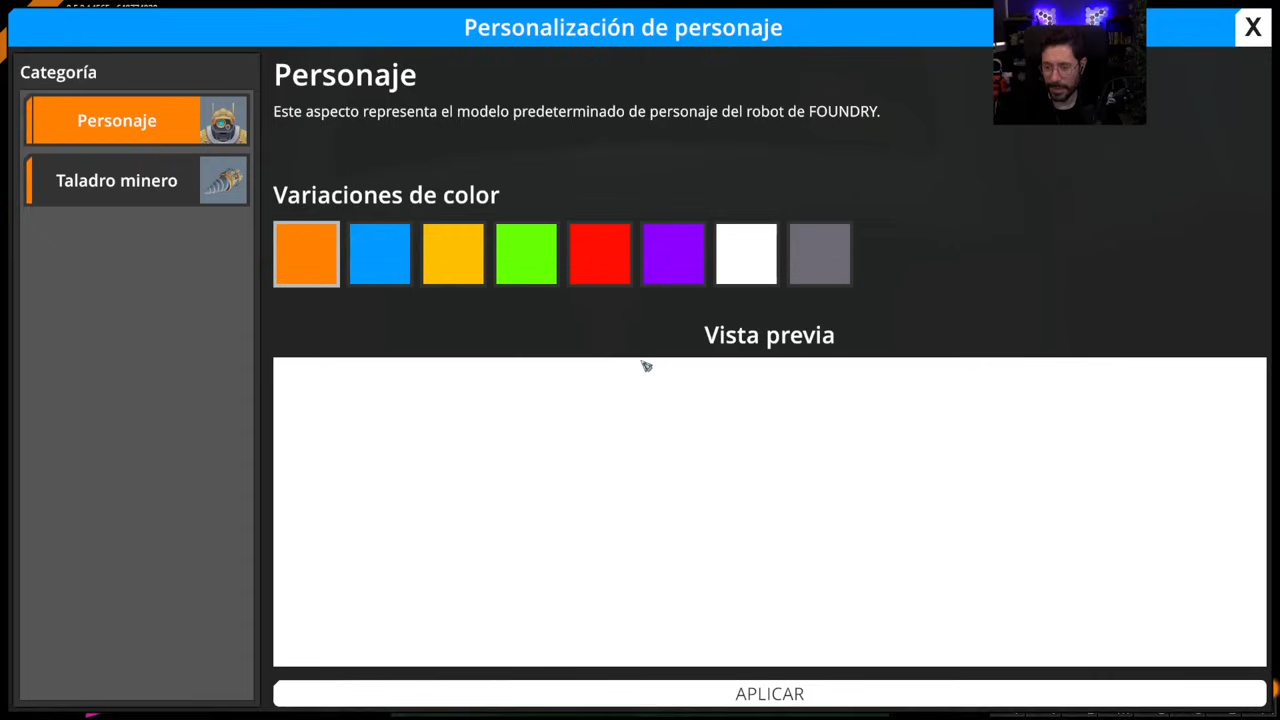 Personalización de personaje
X
Categoría
Personaje
Taladro minero
Personaje
Este aspecto representa el modelo predeterminado de personaje del robot de FOUNDRY.
Variaciones de color
Vista previa
APLICAR